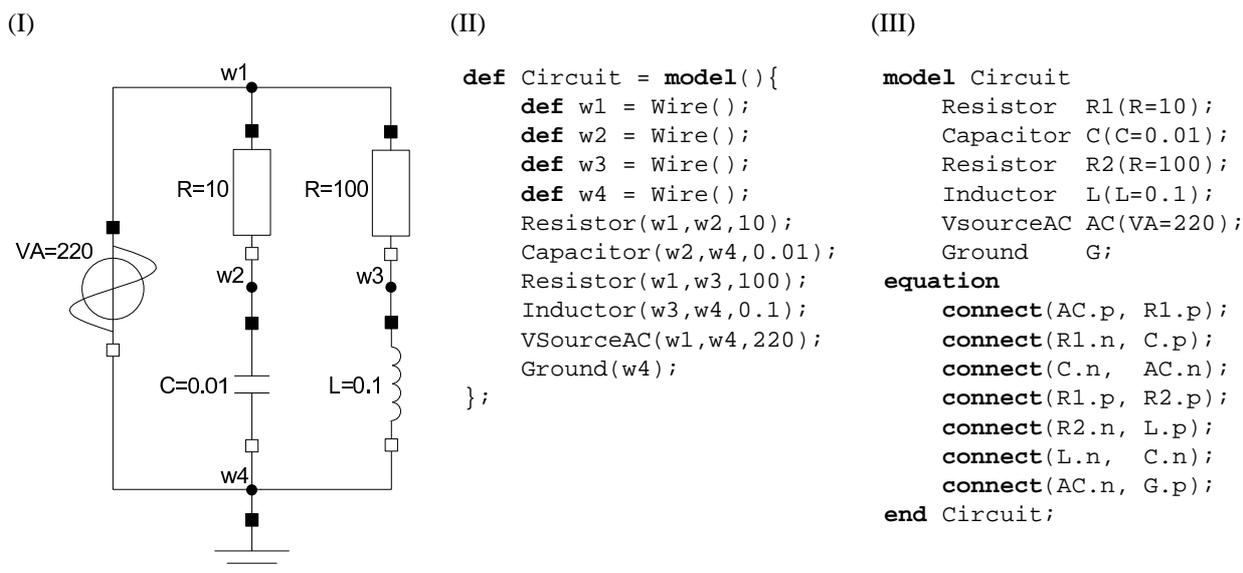 (I)
w1
R=10
R=100
VA=220
w2
w3
C=0.01
L=0.1
w4
(II)
def Circuit = model(){
def w1 = Wire();
def w2 = Wire();
def w3 = Wire();
def w4 = Wire();
Resistor(w1,w2,10);
Capacitor(w2,w4,0.01);
Resistor(w1,w3,100);
Inductor(w3,w4,0.1);
VSourceAC(w1,w4,220);
Ground(w4);
};
(III)
model Circuit
Resistor R1(R=10);
Capacitor C(C=0.01);
Resistor R2(R=100);
Inductor L(L=0.1);
VsourceAC AC(VA=220);
Ground G;
equation
connect(AC.p, R1.p);
connect(R1.n, C.p);
connect(C.n, AC.n);
connect(R1.p, R2.p);
connect(R2.n, L.p);
connect(L.n, C.n);
connect(AC.n, G.p);
end Circuit;